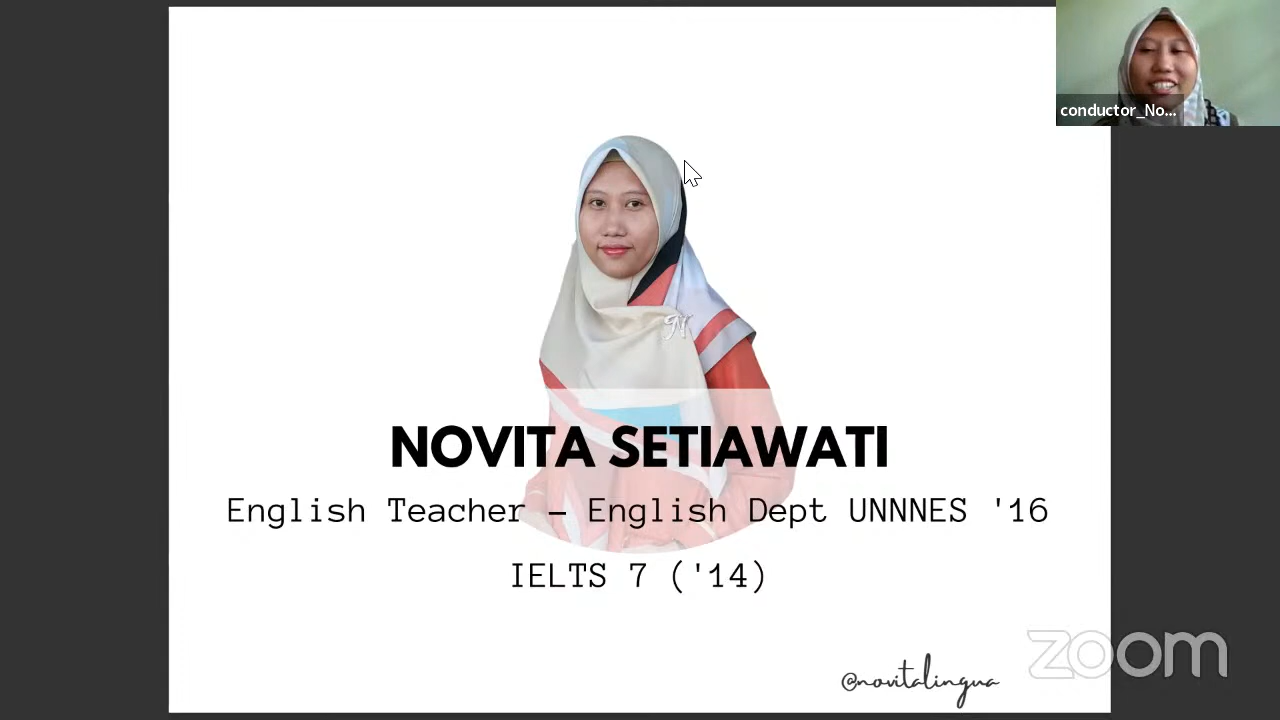 conductor_No...
NOVITA SETIAWATI
English Teacher – English Dept UNNNES '16
IELTS 7 ('14)
@novitalingua
zoom